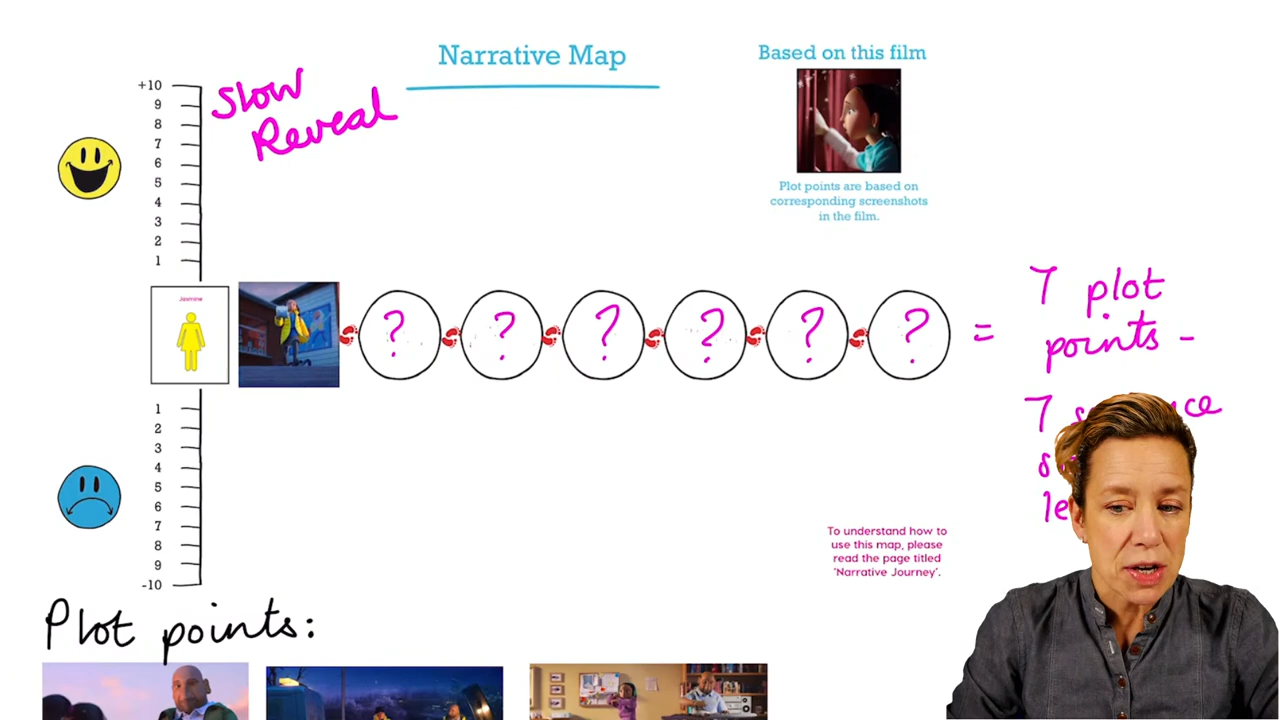 Narrative Map
Based on this film
Slow
Reveal
+10
9
8
7
6
5
4
3
2
1
Plot points are based on
corresponding screenshots
in the film.
Jasmine
? ? ? ? ? ? = 7 plot
points -
7
1
2
3
4
5
6
7
8
9
-10
To understand how to
use this map, please
read the page titled
'Narrative Journey'.
Plot points: